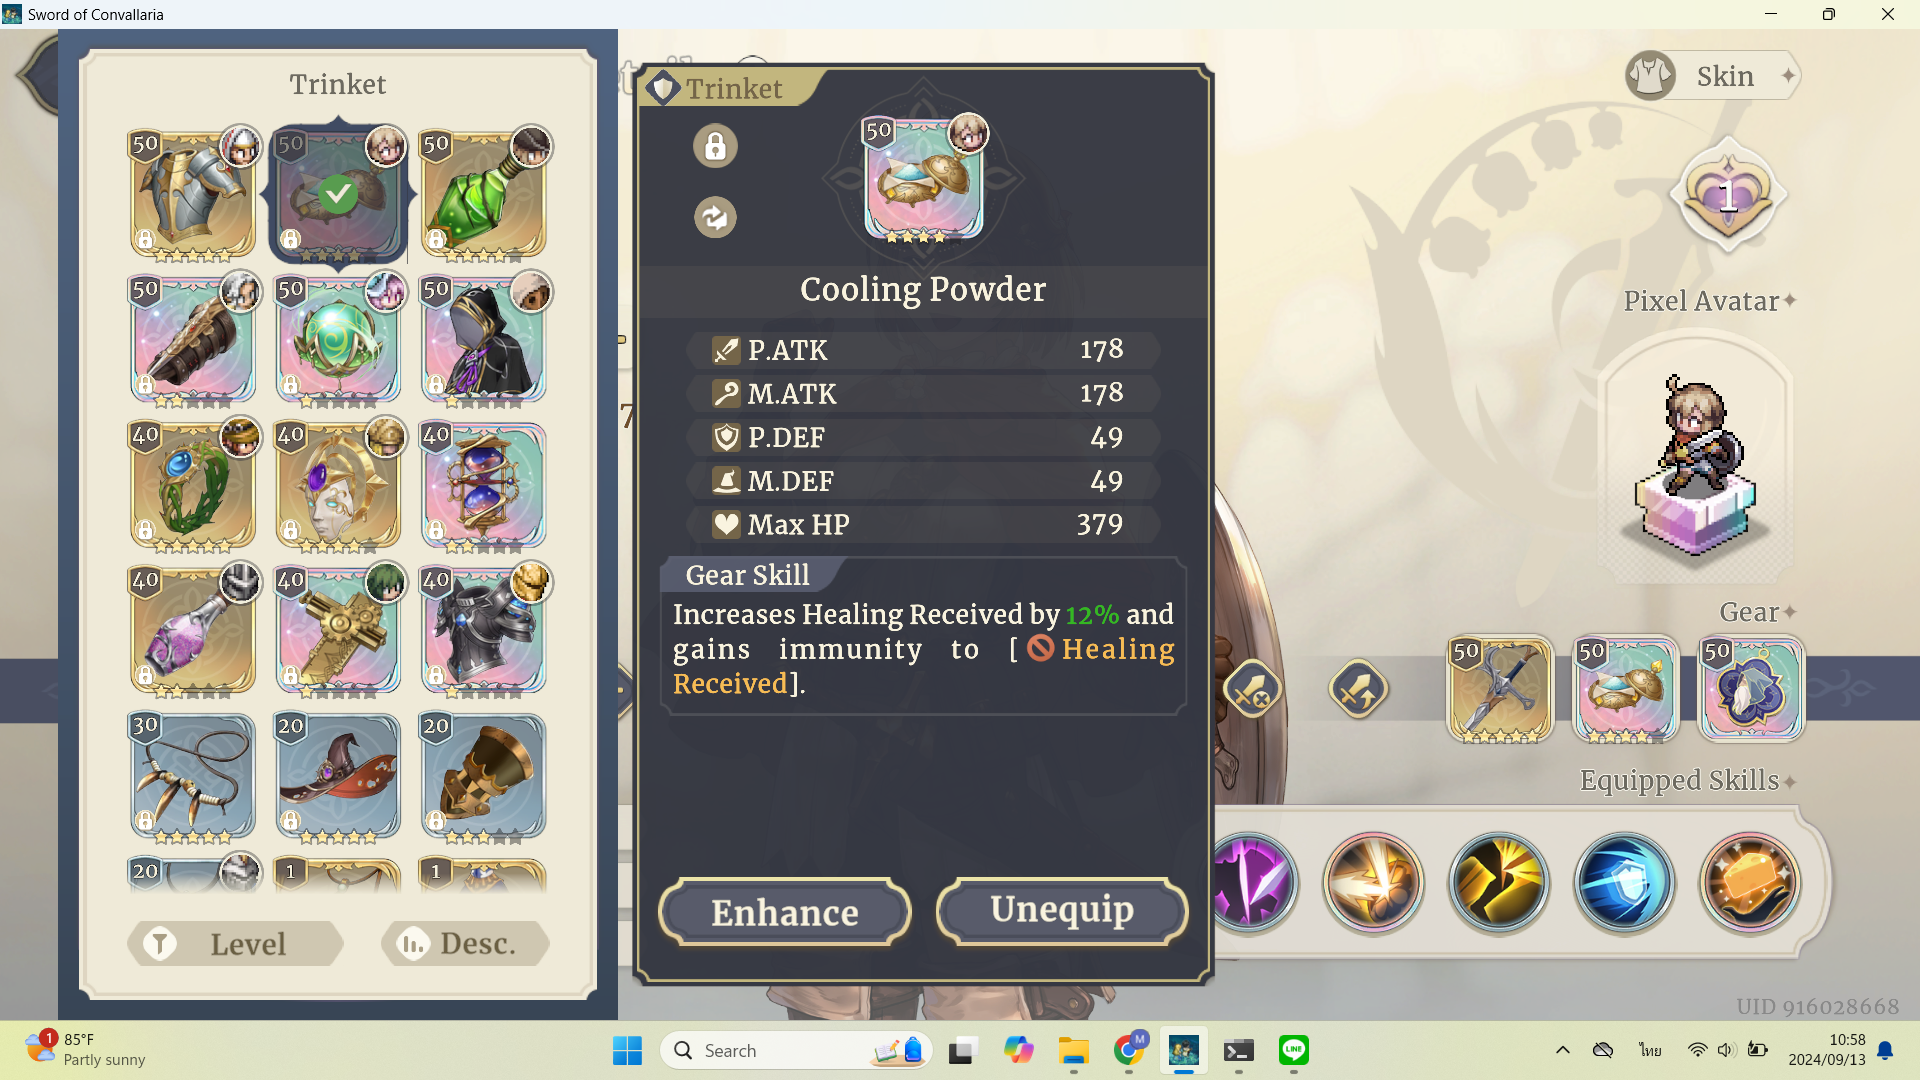 Sword of Convallaria
Trinket
50
50
50
50
50
50
40
40
40
40
40
40
30
20
20
20
1
1
Level
Desc.
Trinket
50
Cooling Powder
P.ATK 178
M.ATK 178
P.DEF 49
M.DEF 49
Max HP 379
Gear Skill
Increases Healing Received by 12% and
gains immunity to [ Healing
Received].
Enhance
Unequip
7
Skin
1
Pixel Avatar
Gear
50
50
50
Equipped Skills
UID 916028668
1
85°F
Partly sunny
Search
M
LINE
ไทย
10:58
2024/09/13